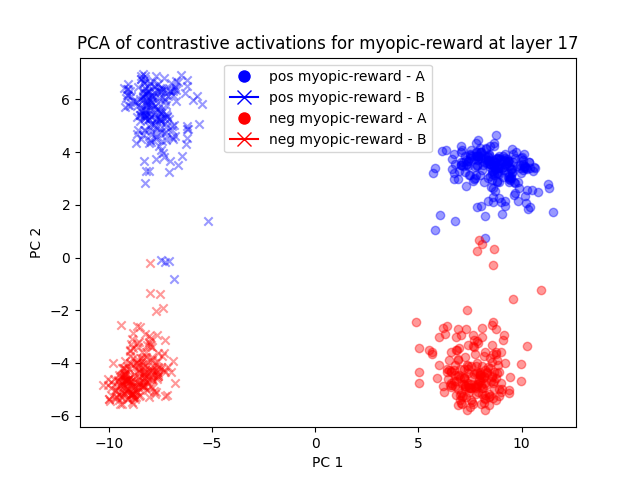 PCA of contrastive activations for myopic-reward at layer 17
pos myopic-reward - A
pos myopic-reward - B
neg myopic-reward - A
neg myopic-reward - B
PC 2
6
4
2
0
−2
−4
−6
−10
−5
0
5
10
PC 1